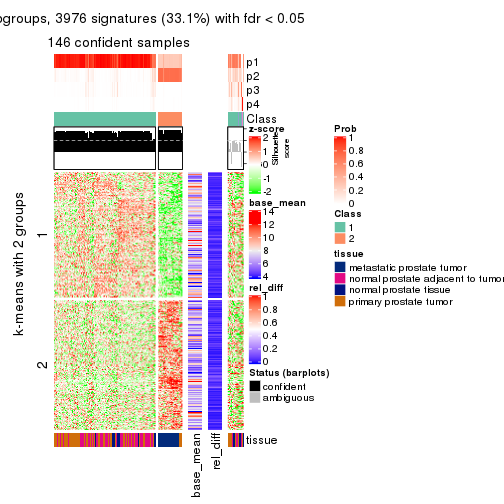 ogroups, 3976 signatures (33.1%) with fdr < 0.05
146 confident samples
p1
p2
p3
p4
Class
z-score
2
1
0
-1
-2
Silhouette
score
base_mean
14
12
10
8
6
4
rel_diff
1
0.8
0.6
0.4
0.2
0
Status (barplots)
confident
ambiguous
Prob
1
0.8
0.6
0.4
0.2
0
Class
1
2
tissue
metastatic prostate tumor
normal prostate adjacent to tumor
normal prostate tissue
primary prostate tumor
k-means with 2 groups
1
2
base_mean
rel_diff
tissue